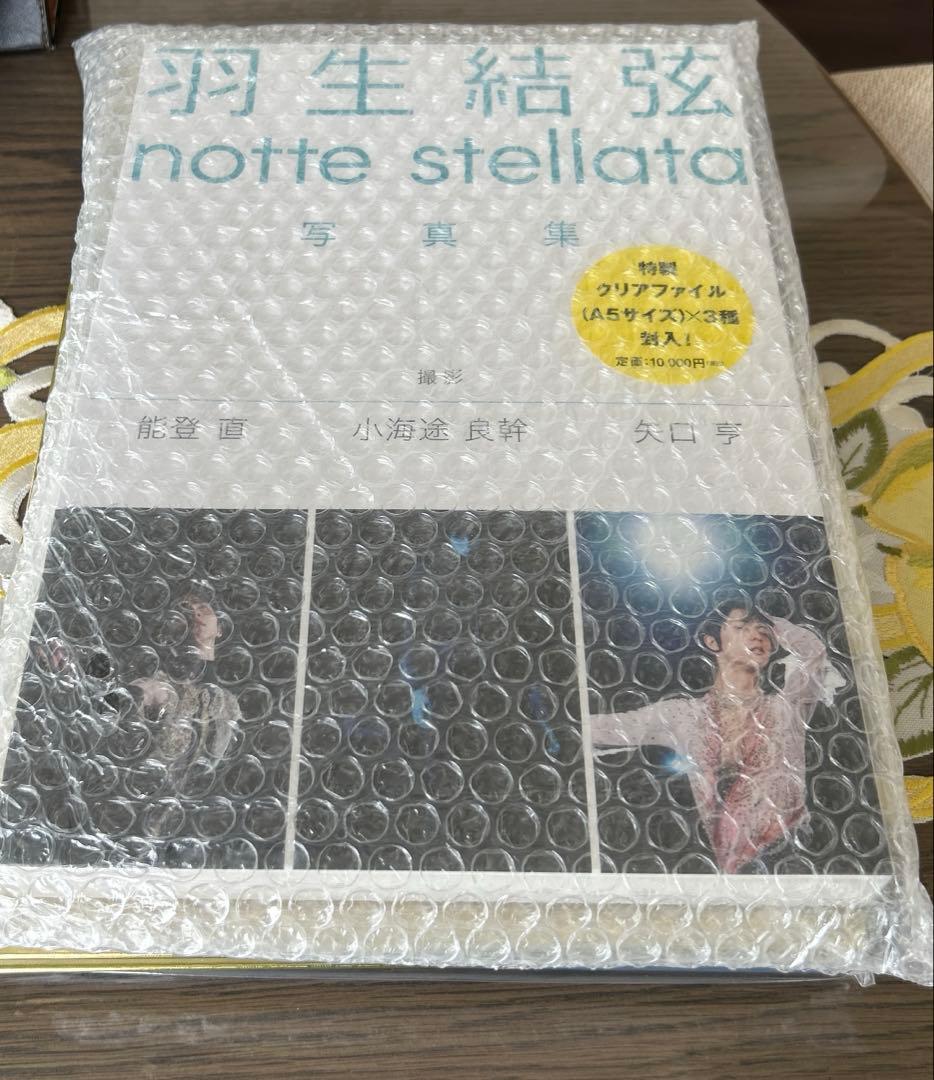 羽生結弦
notte stellata
写真集
特製
クリアファイル
(A5サイズ)×3種
封入!
定価:10,000円
撮影
能登 直 小海途 良幹 矢口 亨